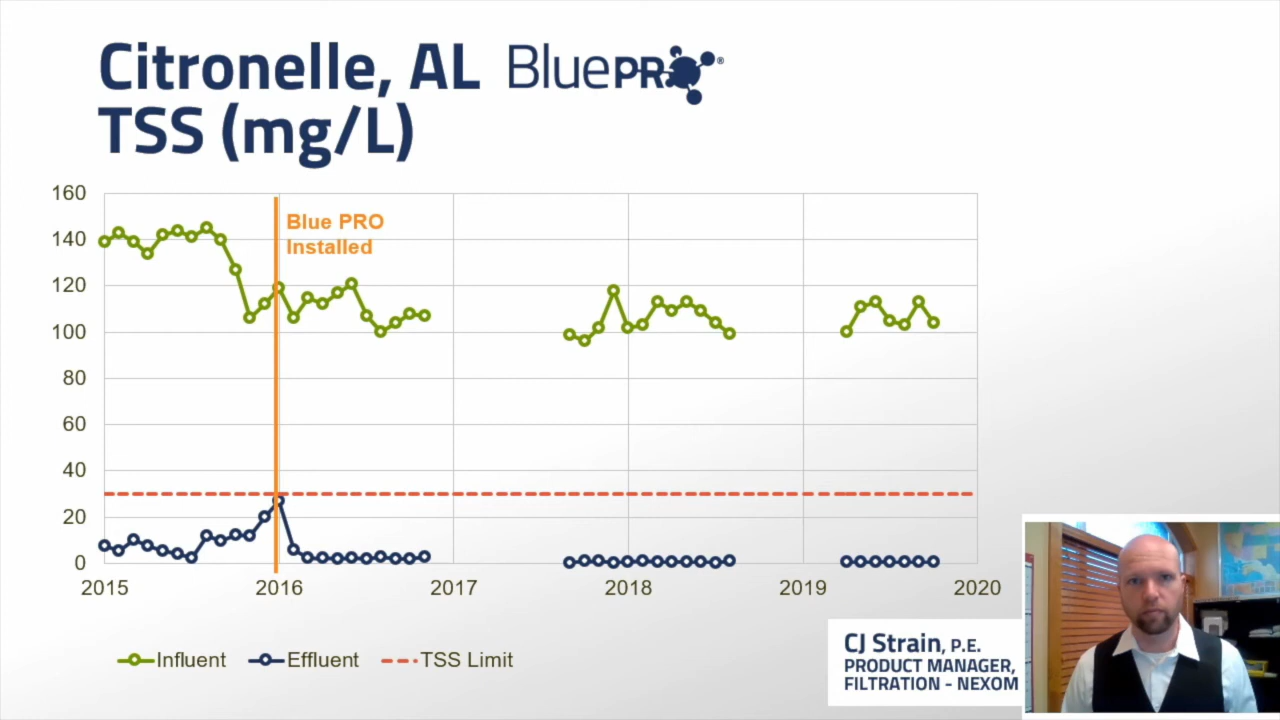 Citronelle, AL BluePRO®
TSS (mg/L)
160
140
120
100
80
60
40
20
0
Blue PRO
Installed
2015 2016 2017 2018 2019 2020
Influent Effluent TSS Limit
CJ Strain, P.E.
PRODUCT MANAGER,
FILTRATION - NEXOM